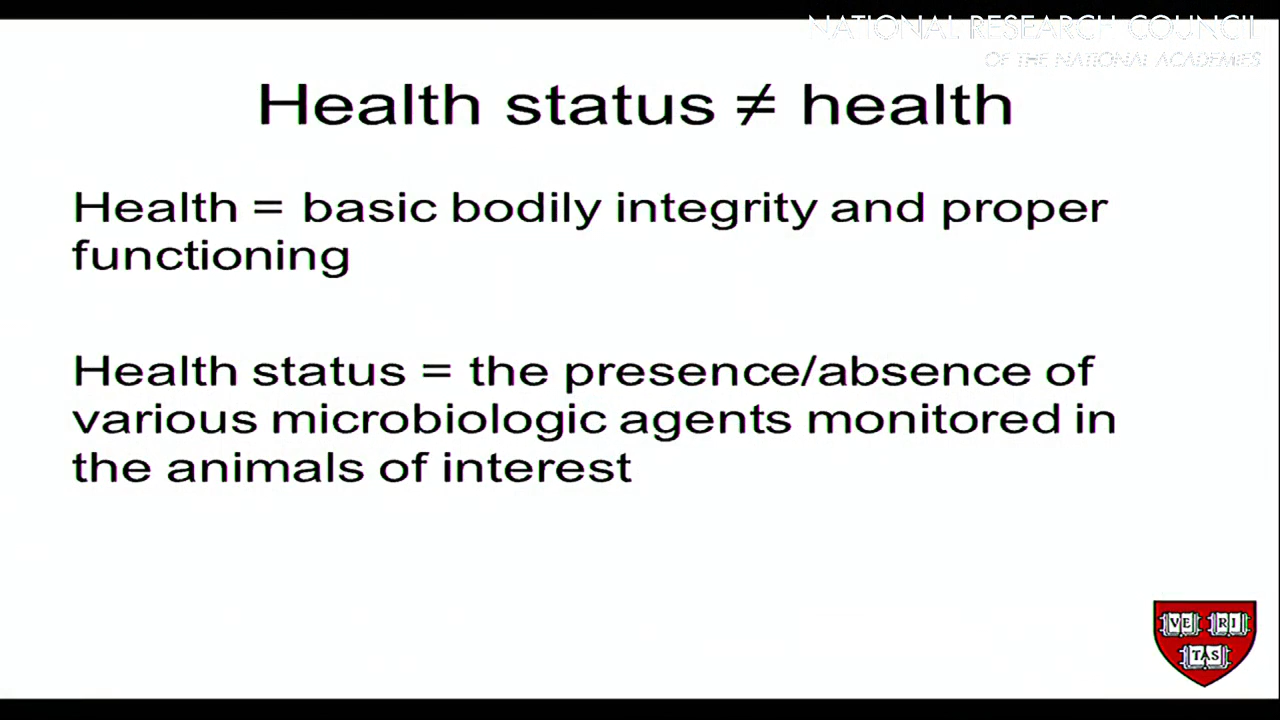 NATIONAL RESEARCH COUNCIL
OF THE NATIONAL ACADEMIES
Health status ≠ health
Health = basic bodily integrity and proper
functioning
Health status = the presence/absence of
various microbiologic agents monitored in
the animals of interest
VE RI
TAS